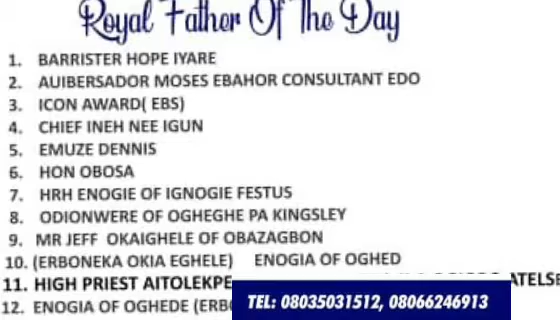 Royal Father Of The Day
1. BARRISTER HOPE IYARE
2. AUIBERSADOR MOSES EBAHOR CONSULTANT EDO
3. ICON AWARD( EBS)
4. CHIEF INEH NEE IGUN
5. EMUZE DENNIS
6. HON OBOSA
7. HRH ENOGIE OF IGNOGIE FESTUS
8. ODIONWERE OF OGHEGHE PA KINGSLEY
9. MR JEFF OKAIGHELE OF OBAZAGBON
10. (ERBONEKA OKIA EGHELE) ENOGIA OF OGHED
11. HIGH PRIEST AITOLEKPE
12. ENOGIA OF OGHEDE (ERB
TEL: 08035031512, 08066246913